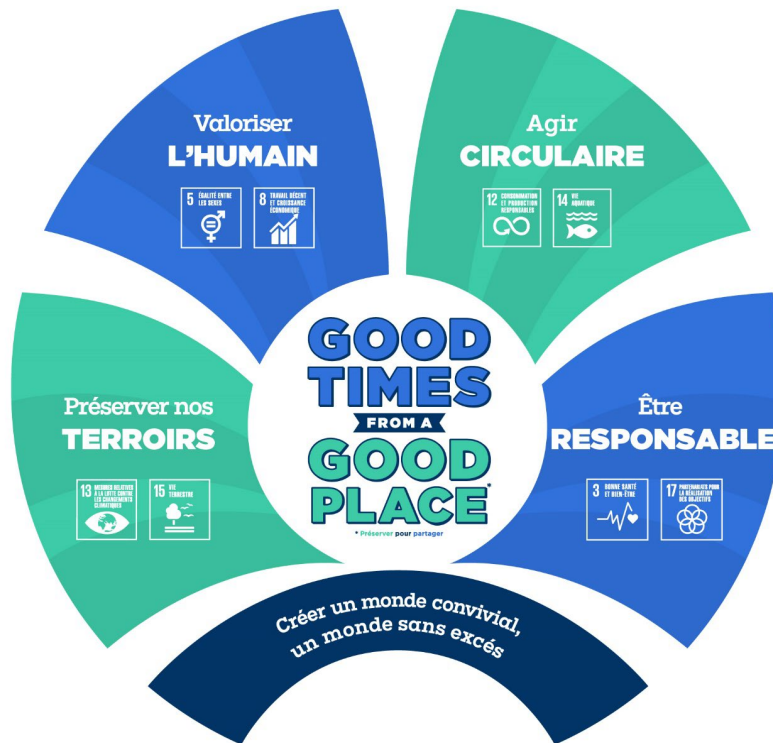 Valoriser
L'HUMAIN
5 ÉGALITÉ ENTRE
LES SEXES
8 TRAVAIL DÉCENT
ET CROISSANCE
ÉCONOMIQUE
Agir
CIRCULAIRE
12 CONSOMMATION
ET PRODUCTION
RESPONSABLES
14 VIE
AQUATIQUE
Préserver nos
TERROIRS
13 MESURES RELATIVES
À LA LUTTE CONTRE
LES CHANGEMENTS
CLIMATIQUES
15 VIE
TERRESTRE
GOOD
TIMES
FROM A
GOOD
PLACE*
* Préserver pour partager
Être
RESPONSABLE
3 BONNE SANTÉ
ET BIEN-ÊTRE
17 PARTENARIATS POUR
LA RÉALISATION
DES OBJECTIFS
Créer un monde convivial,
un monde sans excés